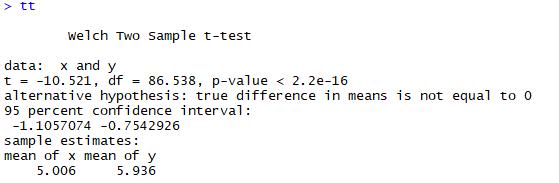 > tt
Welch Two Sample t-test
data:  x and y
t = -10.521, df = 86.538, p-value < 2.2e-16
alternative hypothesis: true difference in means is not equal to 0
95 percent confidence interval:
 -1.1057074 -0.7542926
sample estimates:
mean of x mean of y
    5.006     5.936